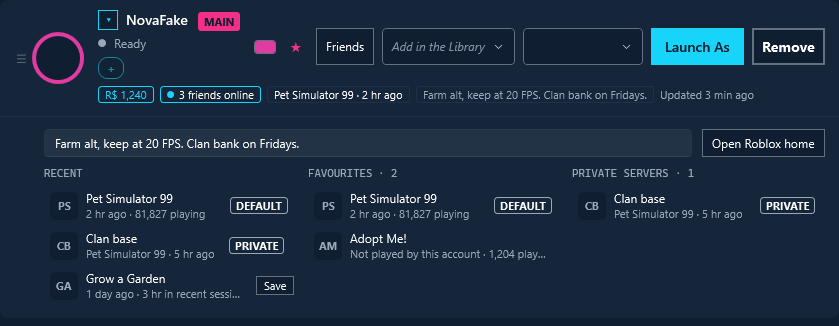 NovaFake MAIN
Ready
+
Friends
Add in the Library
Launch As
Remove
R$ 1,240
3 friends online
Pet Simulator 99 · 2 hr ago
Farm alt, keep at 20 FPS. Clan bank on Fridays.
Updated 3 min ago
Farm alt, keep at 20 FPS. Clan bank on Fridays.
Open Roblox home
RECENT
PS
Pet Simulator 99
2 hr ago · 81,827 playing
DEFAULT
CB
Clan base
Pet Simulator 99 · 5 hr ago
PRIVATE
GA
Grow a Garden
1 day ago · 3 hr in recent sessi...
Save
FAVOURITES · 2
PS
Pet Simulator 99
2 hr ago · 81,827 playing
DEFAULT
AM
Adopt Me!
Not played by this account · 1,204 play...
PRIVATE SERVERS · 1
CB
Clan base
Pet Simulator 99 · 5 hr ago
PRIVATE